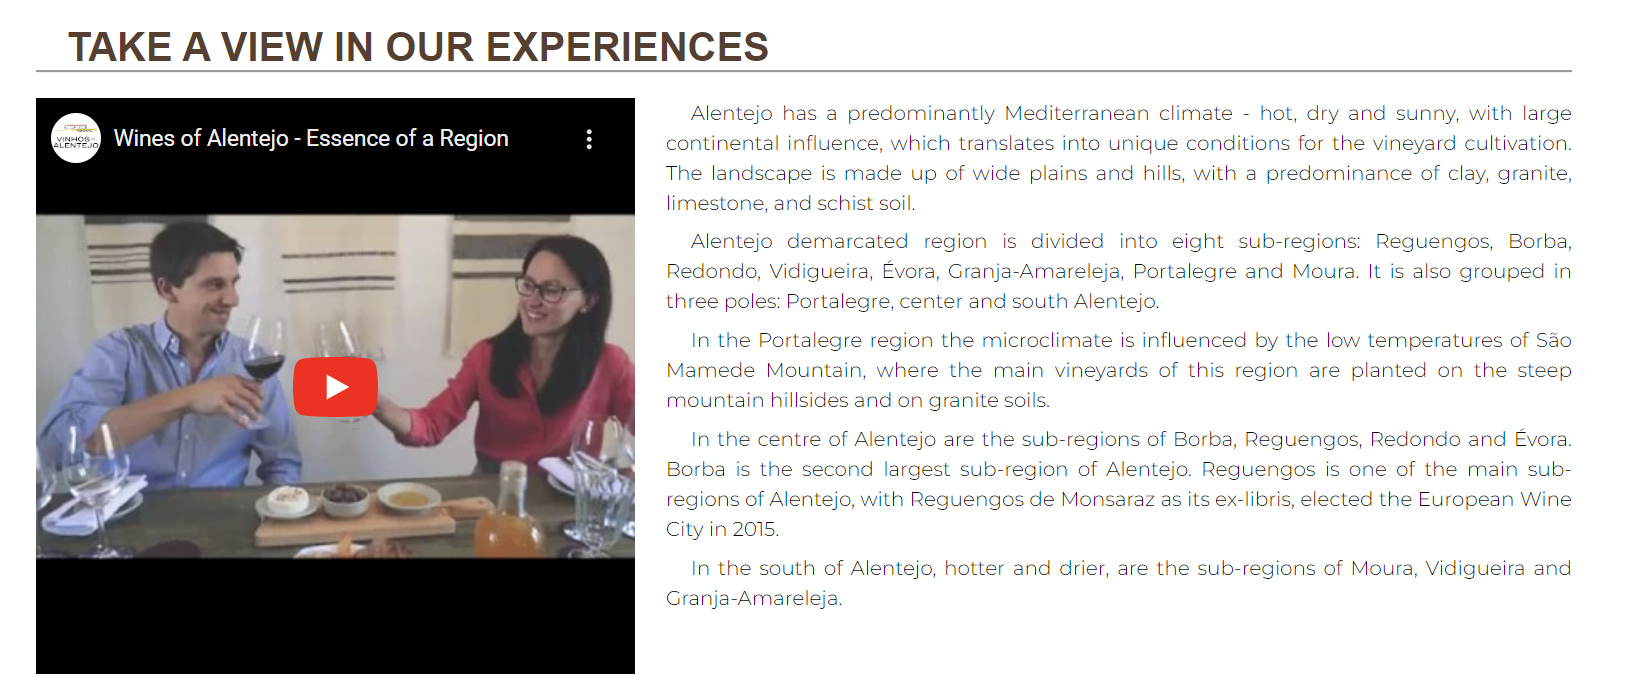 TAKE A VIEW IN OUR EXPERIENCES
VINHOS DO
ALENTEJO
Wines of Alentejo - Essence of a Region
Alentejo has a predominantly Mediterranean climate - hot, dry and sunny, with large
continental influence, which translates into unique conditions for the vineyard cultivation.
The landscape is made up of wide plains and hills, with a predominance of clay, granite,
limestone, and schist soil.
Alentejo demarcated region is divided into eight sub-regions: Reguengos, Borba,
Redondo, Vidigueira, Évora, Granja-Amareleja, Portalegre and Moura. It is also grouped in
three poles: Portalegre, center and south Alentejo.
In the Portalegre region the microclimate is influenced by the low temperatures of São
Mamede Mountain, where the main vineyards of this region are planted on the steep
mountain hillsides and on granite soils.
In the centre of Alentejo are the sub-regions of Borba, Reguengos, Redondo and Évora.
Borba is the second largest sub-region of Alentejo. Reguengos is one of the main sub-
regions of Alentejo, with Reguengos de Monsaraz as its ex-libris, elected the European Wine
City in 2015.
In the south of Alentejo, hotter and drier, are the sub-regions of Moura, Vidigueira and
Granja-Amareleja.